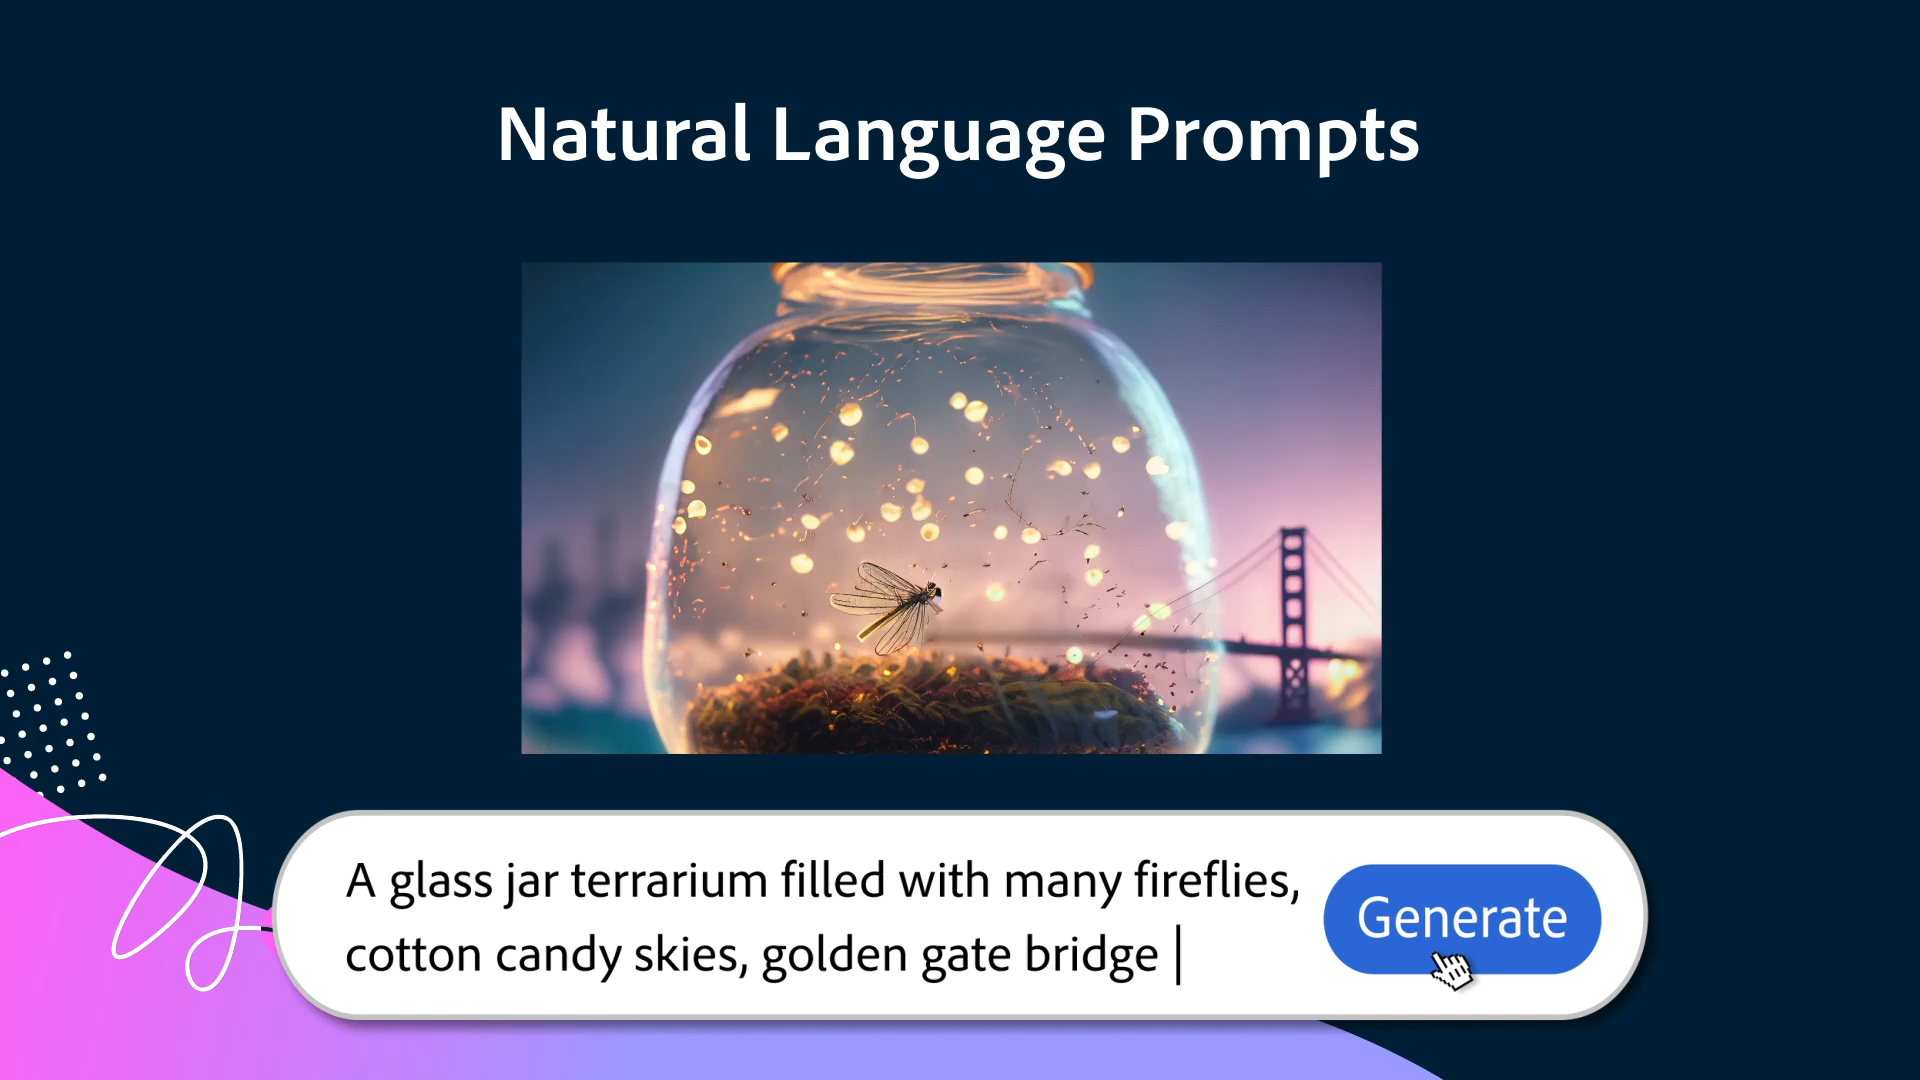 Natural Language Prompts
A glass jar terrarium filled with many fireflies,
cotton candy skies, golden gate bridge
Generate